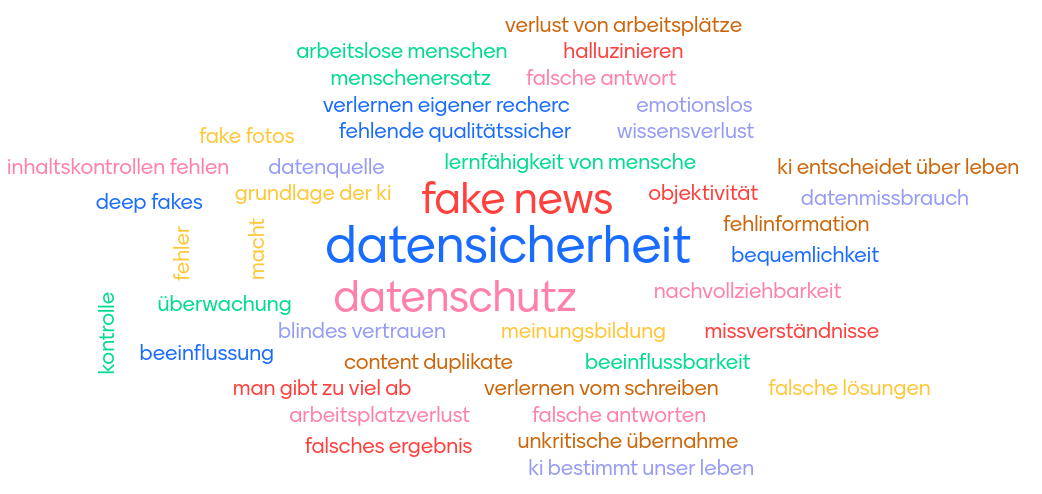 verlust von arbeitsplätze
arbeitslose menschen
halluzinieren
menschenersatz
falsche antwort
verlernen eigener recherc
emotionslos
fake fotos
fehlende qualitätssicher
wissensverlust
inhaltskontrollen fehlen
datenquelle
lernfähigkeit von mensche
ki entscheidet über leben
deep fakes
grundlage der ki
fake news
objektivität
datenmissbrauch
fehlinformation
fehler
macht
datensicherheit
bequemlichkeit
kontrolle
überwachung
datenschutz
nachvollziehbarkeit
blindes vertrauen
meinungsbildung
missverständnisse
beeinflussung
content duplikate
beeinflussbarkeit
man gibt zu viel ab
verlernen vom schreiben
falsche lösungen
arbeitsplatzverlust
falsche antworten
falsches ergebnis
unkritische übernahme
ki bestimmt unser leben